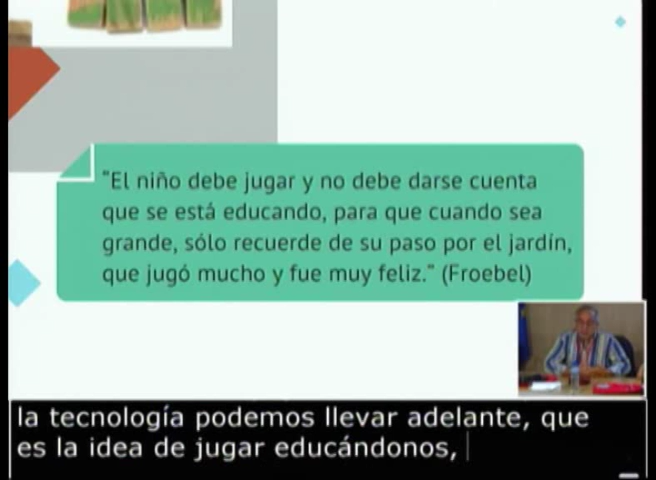 "El niño debe jugar y no debe darse cuenta
que se está educando, para que cuando sea
grande, sólo recuerde de su paso por el jardín,
que jugó mucho y fue muy feliz." (Froebel)
la tecnología podemos llevar adelante, que
es la idea de jugar educándonos,